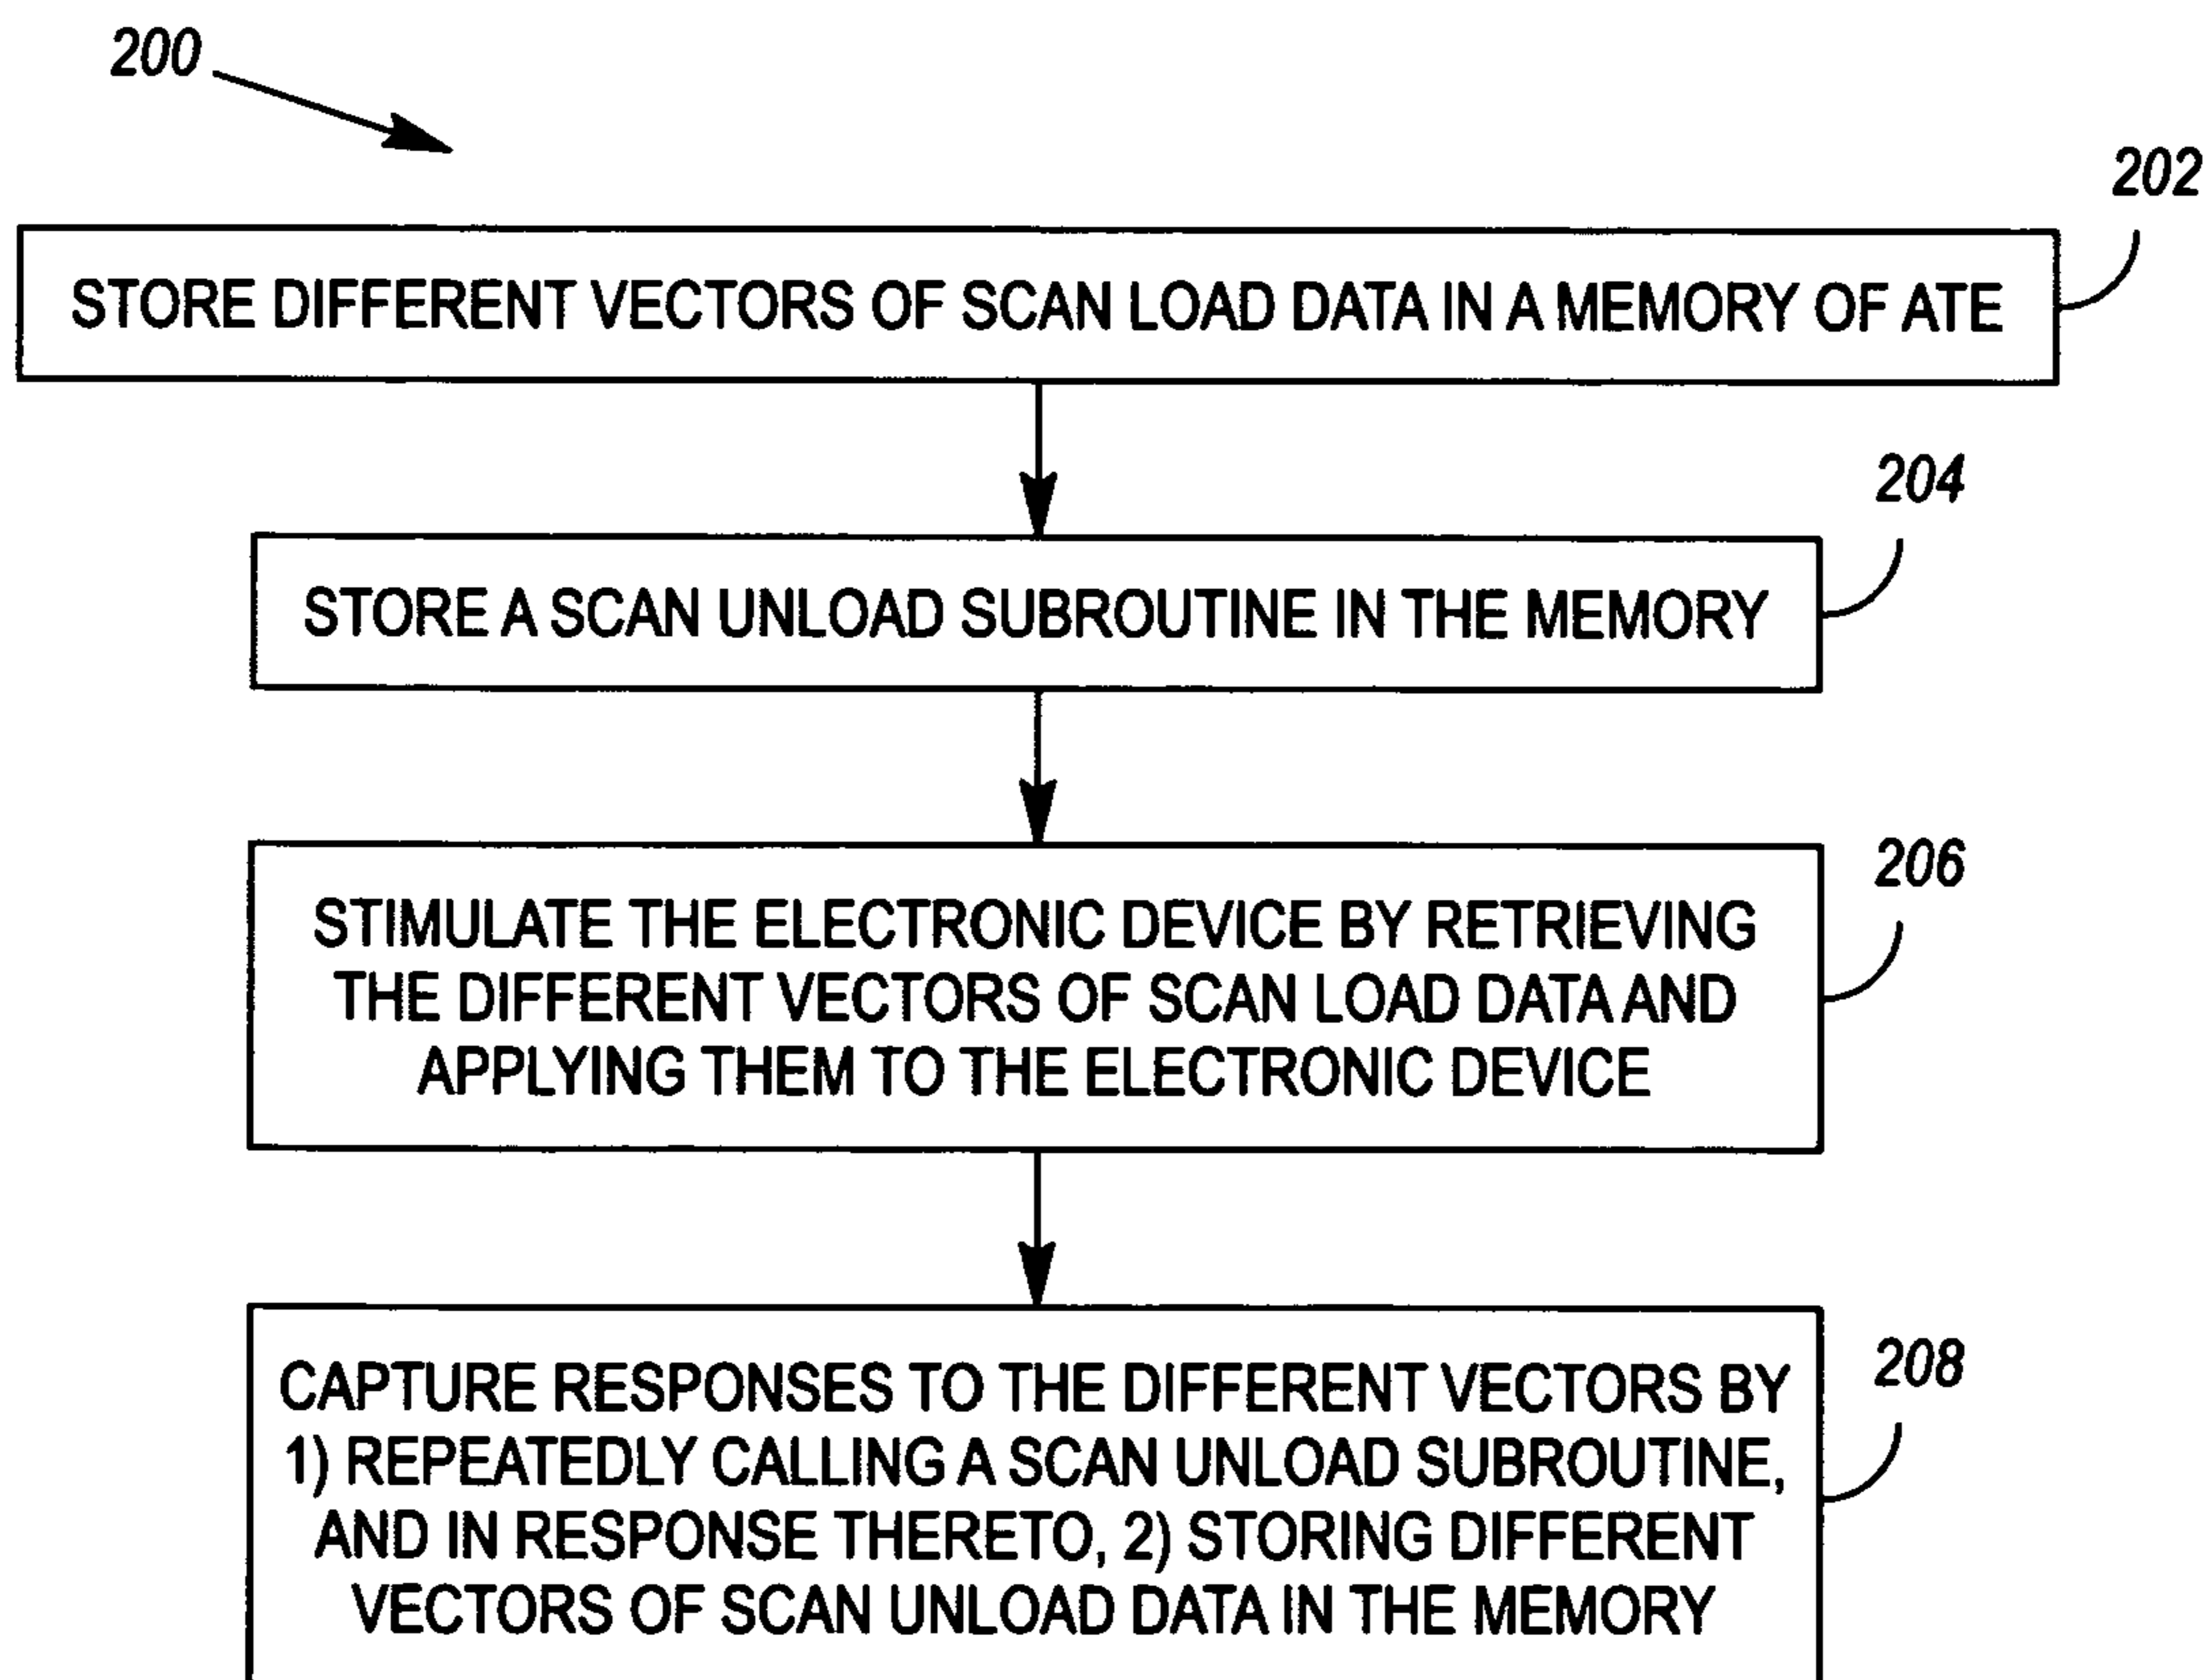 200
202
STORE DIFFERENT VECTORS OF SCAN LOAD DATA IN A MEMORY OF ATE
204
STORE A SCAN UNLOAD SUBROUTINE IN THE MEMORY
206
STIMULATE THE ELECTRONIC DEVICE BY RETRIEVING
THE DIFFERENT VECTORS OF SCAN LOAD DATA AND
APPLYING THEM TO THE ELECTRONIC DEVICE
208
CAPTURE RESPONSES TO THE DIFFERENT VECTORS BY
1) REPEATEDLY CALLING A SCAN UNLOAD SUBROUTINE,
AND IN RESPONSE THERETO, 2) STORING DIFFERENT
VECTORS OF SCAN UNLOAD DATA IN THE MEMORY